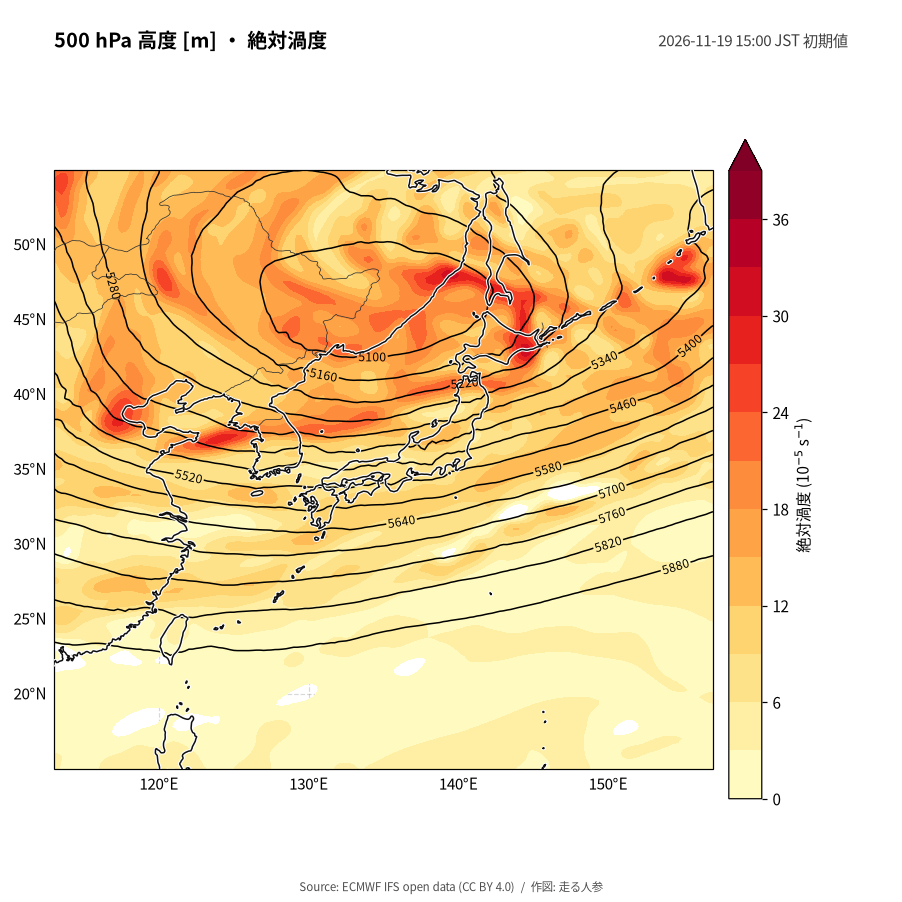 500 hPa 高度 [m] ・ 絶対渦度
2026-11-19 15:00 JST 初期値
50°N
45°N
40°N
35°N
30°N
25°N
20°N
120°E
130°E
140°E
150°E
5280
5100
5160
5220
5340
5400
5460
5520
5580
5640
5700
5760
5820
5880
36
30
24
18
12
6
0
絶対渦度 (10⁻⁵ s⁻¹)
Source: ECMWF IFS open data (CC BY 4.0) / 作図: 走る人参